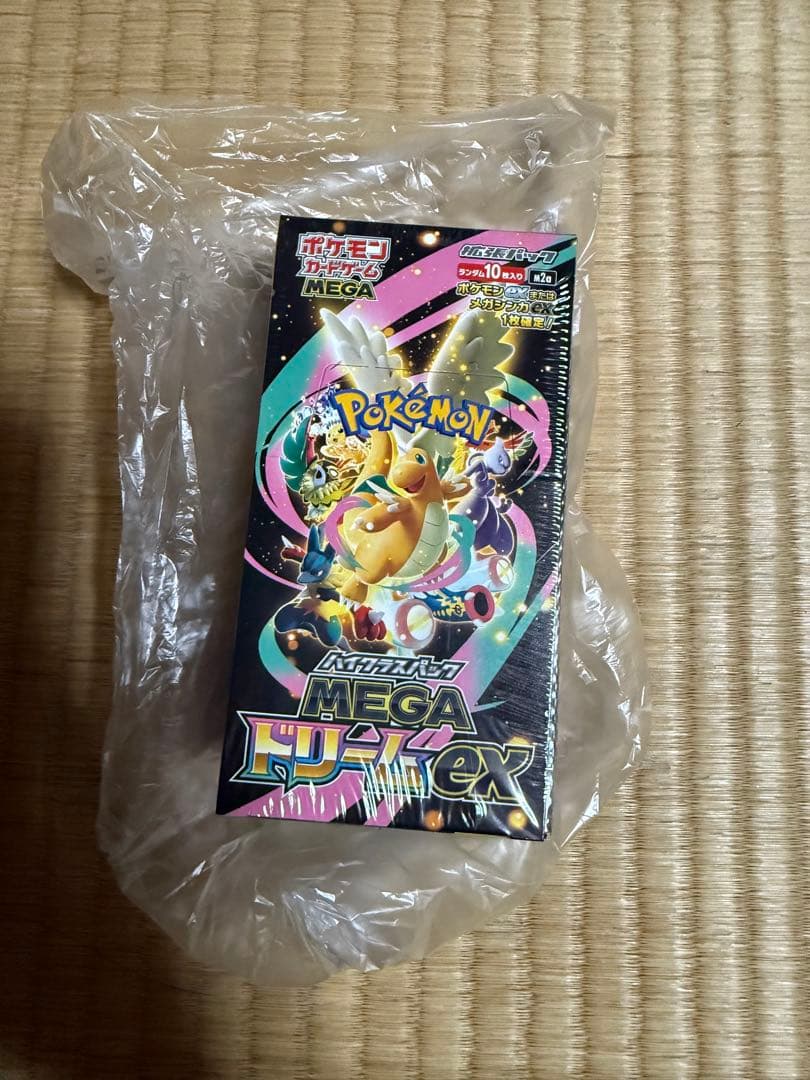 ポケモン
カードゲーム
MEGA
拡張パック
ランダム10枚入り
M2a
ポケモンexまたは
メガシンカex
1枚確定!
POKÉMON
ハイクラスパック
MEGA
ドリームex